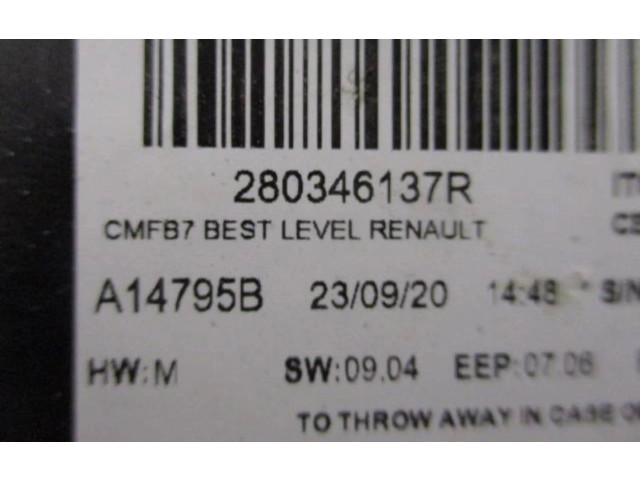 280346137R
CMFB7 BEST LEVEL RENAULT
A14795B 23/09/20 14:48 S/N
HW:M SW:09.04 EEP:07.06
TO THROW AWAY IN CASE